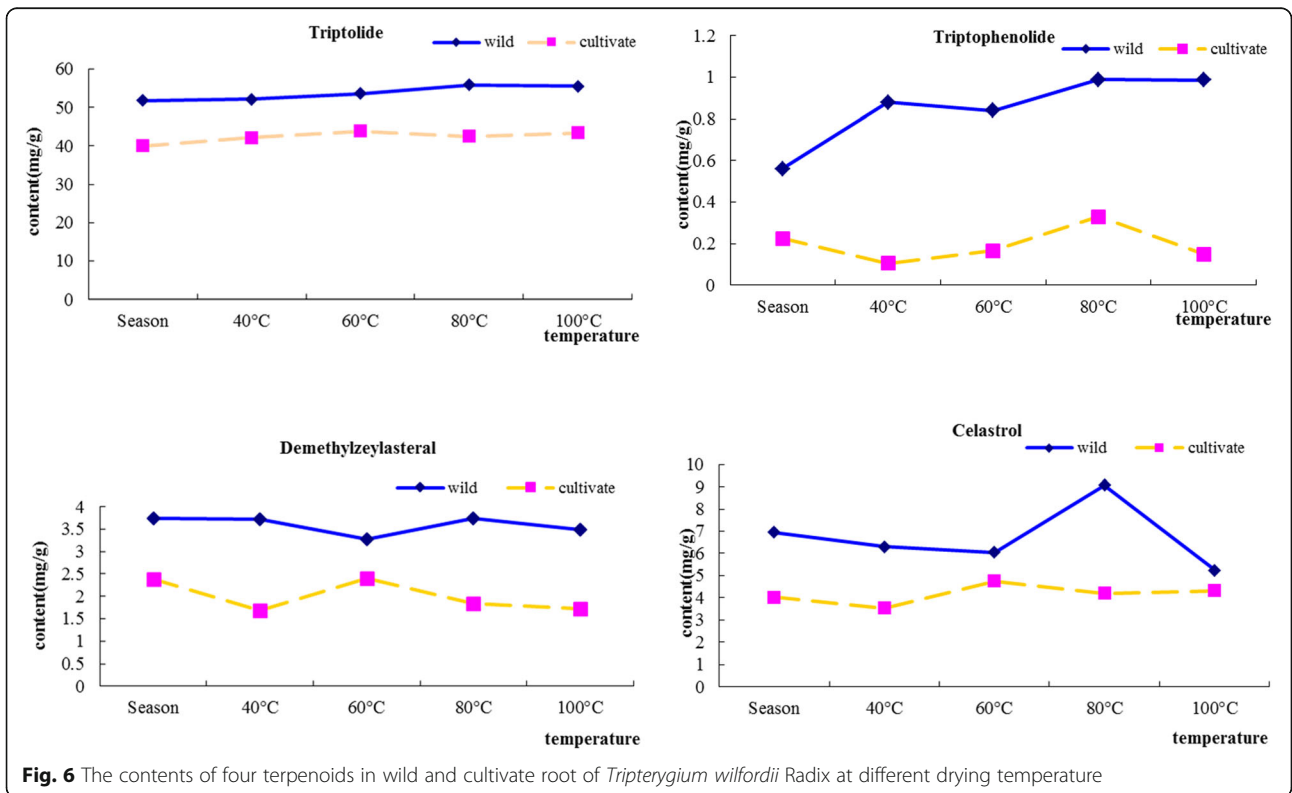 Triptolide
wild cultivate
60
50
40
30
20
10
0
content(mg/g)
Season 40°C 60°C 80°C 100°C
temperature
Triptophenolide
wild cultivate
1.2
1
0.8
0.6
0.4
0.2
0
content(mg/g)
Season 40°C 60°C 80°C 100°C
temperature
Demethylzeylasteral
wild cultivate
4
3.5
3
2.5
2
1.5
1
0.5
0
content(mg/g)
Season 40°C 60°C 80°C 100°C
temperature
Celastrol
wild cultivate
10
9
8
7
6
5
4
3
2
1
0
content(mg/g)
Season 40°C 60°C 80°C 100°C
temperature
Fig. 6 The contents of four terpenoids in wild and cultivate root of Tripterygium wilfordii Radix at different drying temperature